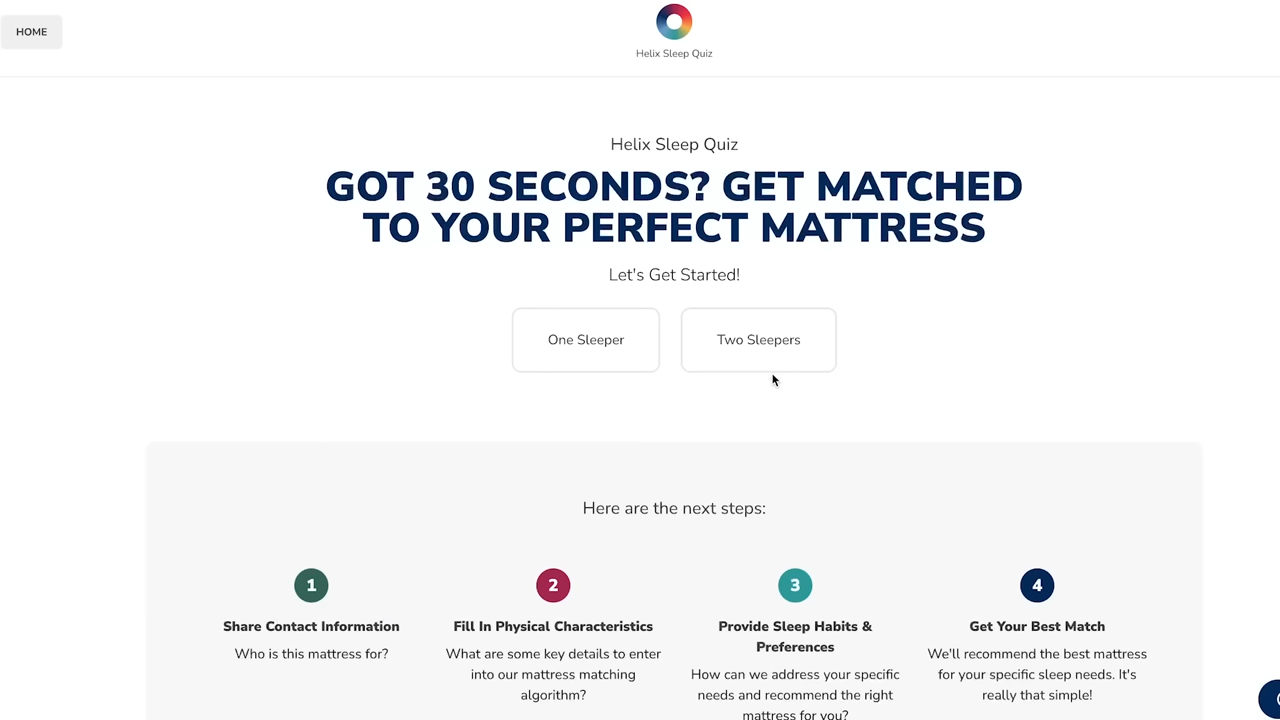 HOME
Helix Sleep Quiz
Helix Sleep Quiz
GOT 30 SECONDS? GET MATCHED
TO YOUR PERFECT MATTRESS
Let's Get Started!
One Sleeper
Two Sleepers
Here are the next steps:
1
Share Contact Information
Who is this mattress for?
2
Fill In Physical Characteristics
What are some key details to enter
into our mattress matching
algorithm?
3
Provide Sleep Habits &
Preferences
How can we address your specific
needs and recommend the right
mattress for you?
4
Get Your Best Match
We'll recommend the best mattress
for your specific sleep needs. It's
really that simple!